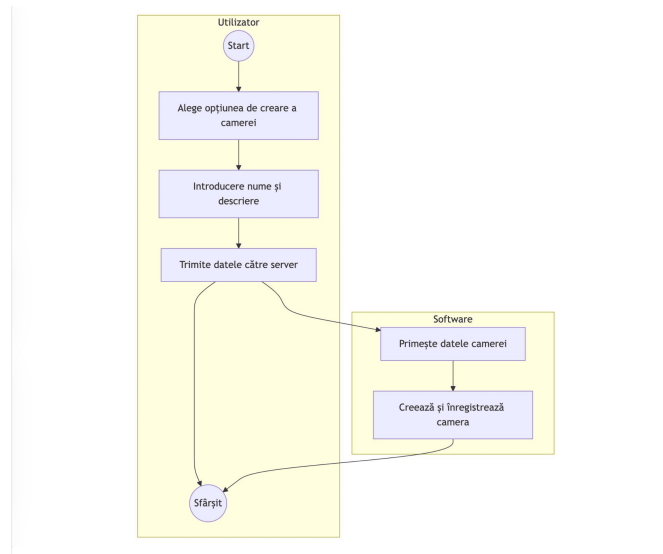 Utilizator
Start
Alege opțiunea de creare a
camerei
Introducere nume și
descriere
Trimite datele către server
Software
Primește datele camerei
Creează și înregistrează
camera
Sfârșit